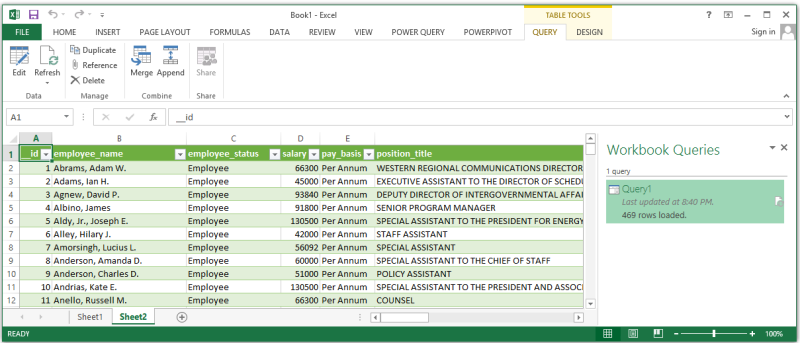 Book1 - Excel
TABLE TOOLS
?
FILE HOME INSERT PAGE LAYOUT FORMULAS DATA REVIEW VIEW POWER QUERY POWERPIVOT QUERY DESIGN Sign in
Edit Refresh Duplicate Reference Delete Merge Append Share
Data Manage Combine Share
A1 fx __id
A B C D E F
1 __id employee_name employee_status salary pay_basis position_title
2 1 Abrams, Adam W. Employee 66300 Per Annum WESTERN REGIONAL COMMUNICATIONS DIRECTOR
3 2 Adams, Ian H. Employee 45000 Per Annum EXECUTIVE ASSISTANT TO THE DIRECTOR OF SCHEDU
4 3 Agnew, David P. Employee 93840 Per Annum DEPUTY DIRECTOR OF INTERGOVERNMENTAL AFFAI
5 4 Albino, James Employee 91800 Per Annum SENIOR PROGRAM MANAGER
6 5 Aldy, Jr., Joseph E. Employee 130500 Per Annum SPECIAL ASSISTANT TO THE PRESIDENT FOR ENERGY
7 6 Alley, Hilary J. Employee 42000 Per Annum STAFF ASSISTANT
8 7 Amorsingh, Lucius L. Employee 56092 Per Annum SPECIAL ASSISTANT
9 8 Anderson, Amanda D. Employee 60000 Per Annum SPECIAL ASSISTANT TO THE CHIEF OF STAFF
10 9 Anderson, Charles D. Employee 51000 Per Annum POLICY ASSISTANT
11 10 Andrias, Kate E. Employee 130500 Per Annum SPECIAL ASSISTANT TO THE PRESIDENT AND ASSOC
12 11 Anello, Russell M. Employee 66300 Per Annum COUNSEL
Workbook Queries
1 query
Query1
Last updated at 8:40 PM.
469 rows loaded.
Sheet1 Sheet2
READY 100%